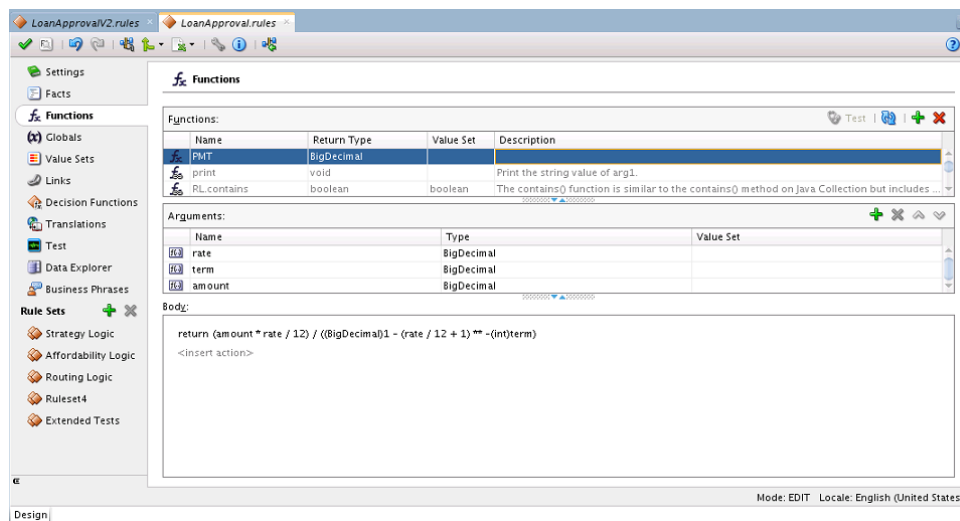 LoanApprovalV2.rules
LoanApproval.rules
Settings
Facts
Functions
Globals
Value Sets
Links
Decision Functions
Translations
Test
Data Explorer
Business Phrases
Rule Sets
Strategy Logic
Affordability Logic
Routing Logic
Ruleset4
Extended Tests
Functions
Functions:
Test
Name Return Type Value Set Description
PMT BigDecimal
print void Print the string value of arg1.
RL.contains boolean boolean The contains() function is similar to the contains() method on Java Collection but includes ...
Arguments:
Name Type Value Set
rate BigDecimal
term BigDecimal
amount BigDecimal
Body:
return (amount * rate / 12) / ((BigDecimal)1 - (rate / 12 + 1) ** -(int)term)
<insert action>
Mode: EDIT Locale: English (United States
Design